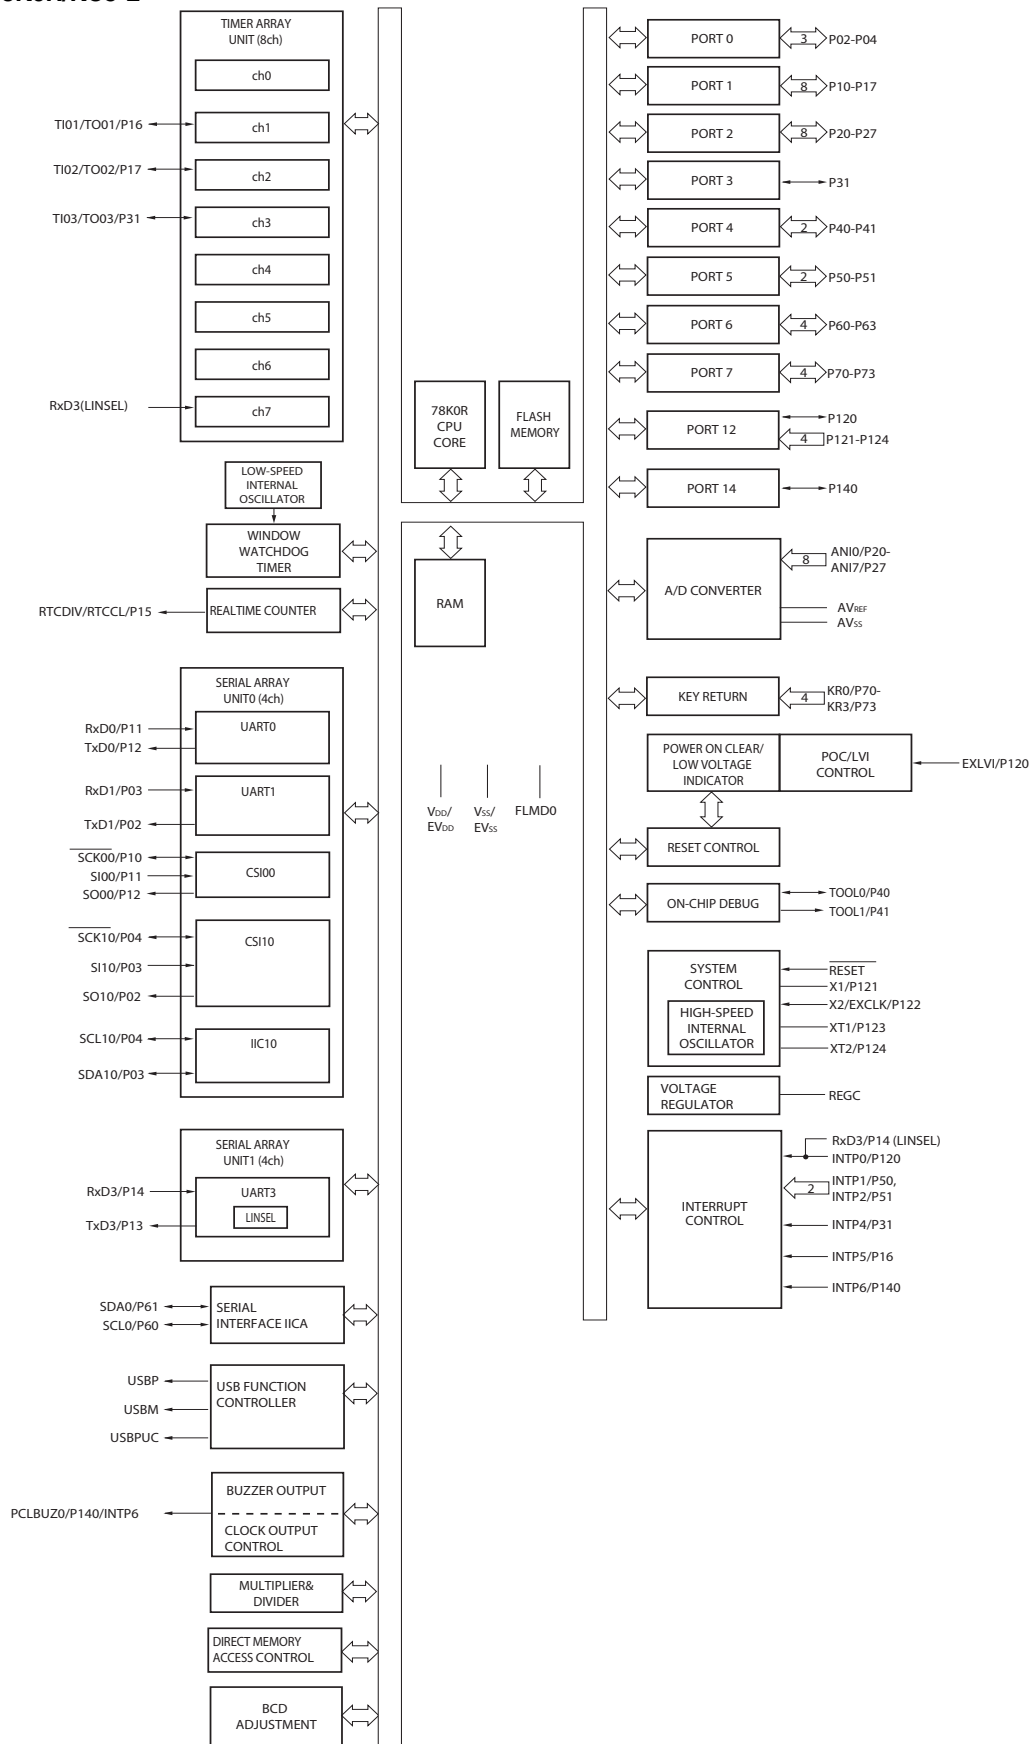 TIMER ARRAY
UNIT (8ch)
ch0
TI01/TO01/P16
ch1
TI02/TO02/P17
ch2
TI03/TO03/P31
ch3
ch4
ch5
ch6
RxD3(LINSEL)
ch7
LOW-SPEED
INTERNAL
OSCILLATOR
WINDOW
WATCHDOG
TIMER
RTCDIV/RTCCL/P15
REALTIME COUNTER
SERIAL ARRAY
UNIT0 (4ch)
RxD0/P11
UART0
TxD0/P12
RxD1/P03
UART1
TxD1/P02
SCK00/P10
SI00/P11
CSI00
SO00/P12
SCK10/P04
CSI10
SI10/P03
SO10/P02
SCL10/P04
IIC10
SDA10/P03
SERIAL ARRAY
UNIT1 (4ch)
RxD3/P14
UART3
LINSEL
TxD3/P13
SDA0/P61
SCL0/P60
SERIAL
INTERFACE IICA
USBP
USBM
USBPUC
USB FUNCTION
CONTROLLER
PCLBUZ0/P140/INTP6
BUZZER OUTPUT
CLOCK OUTPUT
CONTROL
MULTIPLIER&
DIVIDER
DIRECT MEMORY
ACCESS CONTROL
BCD
ADJUSTMENT
78K0R
CPU
CORE
FLASH
MEMORY
RAM
VDD/
EVDD
VSS/
EVSS
FLMD0
PORT 0
3
P02-P04
PORT 1
8
P10-P17
PORT 2
8
P20-P27
PORT 3
P31
PORT 4
2
P40-P41
PORT 5
2
P50-P51
PORT 6
4
P60-P63
PORT 7
4
P70-P73
PORT 12
P120
4
P121-P124
PORT 14
P140
A/D CONVERTER
8
ANI0/P20-
ANI7/P27
AVREF
AVSS
KEY RETURN
4
KR0/P70-
KR3/P73
POWER ON CLEAR/
LOW VOLTAGE
INDICATOR
POC/LVI
CONTROL
EXLVI/P120
RESET CONTROL
ON-CHIP DEBUG
TOOL0/P40
TOOL1/P41
SYSTEM
CONTROL
HIGH-SPEED
INTERNAL
OSCILLATOR
RESET
X1/P121
X2/EXCLK/P122
XT1/P123
XT2/P124
VOLTAGE
REGULATOR
REGC
INTERRUPT
CONTROL
RxD3/P14 (LINSEL)
INTP0/P120
2
INTP1/P50,
INTP2/P51
INTP4/P31
INTP5/P16
INTP6/P140